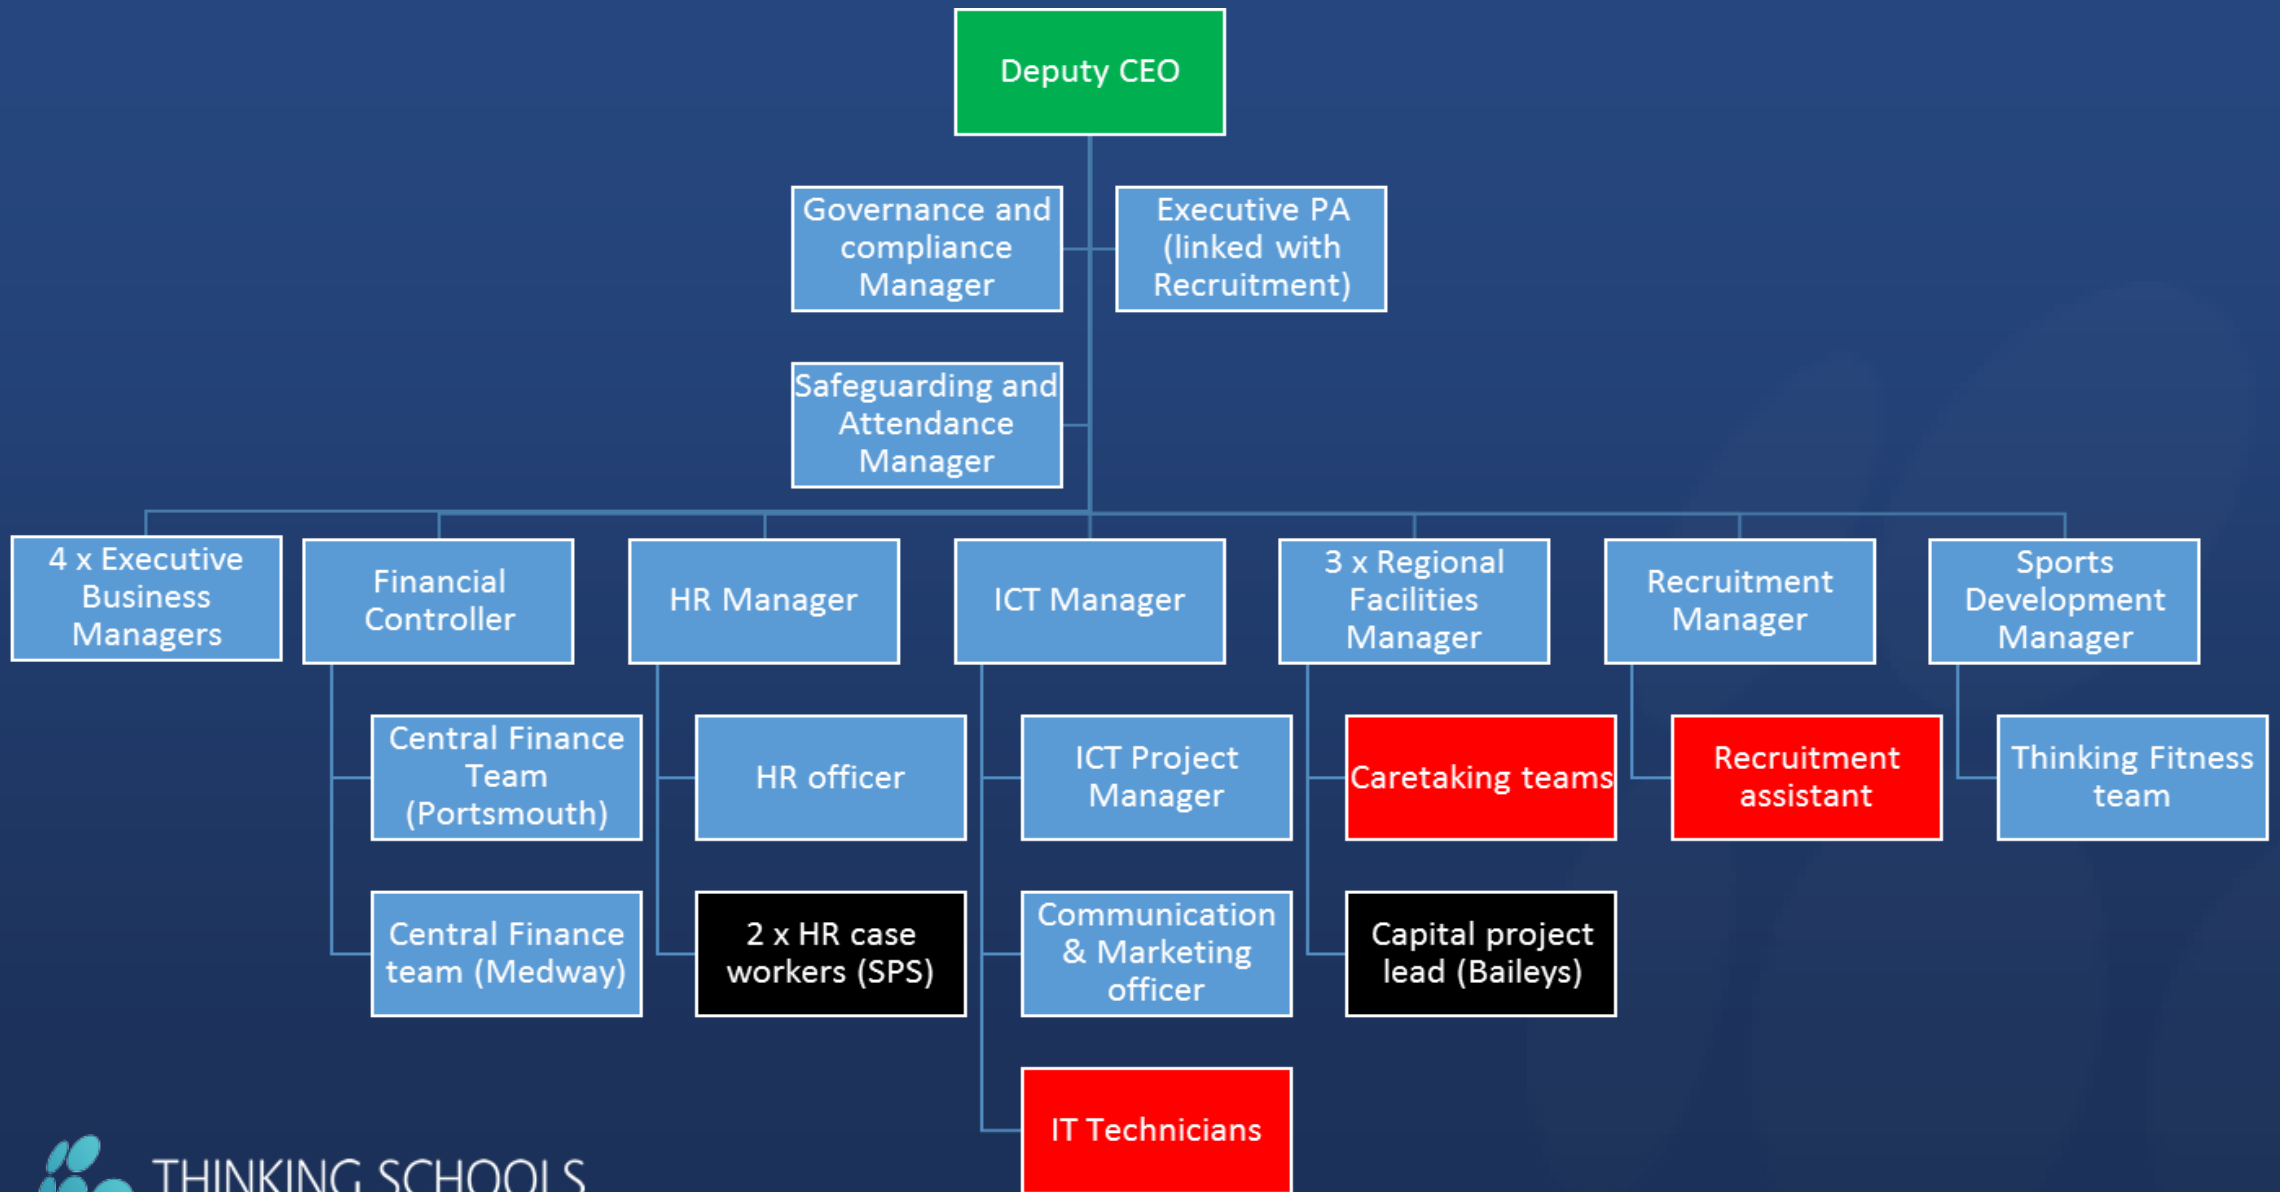 Deputy CEO
Governance and
compliance
Manager
Executive PA
(linked with
Recruitment)
Safeguarding and
Attendance
Manager
4 x Executive
Business
Managers
Financial
Controller
HR Manager
ICT Manager
3 x Regional
Facilities
Manager
Recruitment
Manager
Sports
Development
Manager
Central Finance
Team
(Portsmouth)
HR officer
ICT Project
Manager
Caretaking teams
Recruitment
assistant
Thinking Fitness
team
Central Finance
team (Medway)
2 x HR case
workers (SPS)
Communication
& Marketing
officer
Capital project
lead (Baileys)
IT Technicians
THINKING SCHOOLS